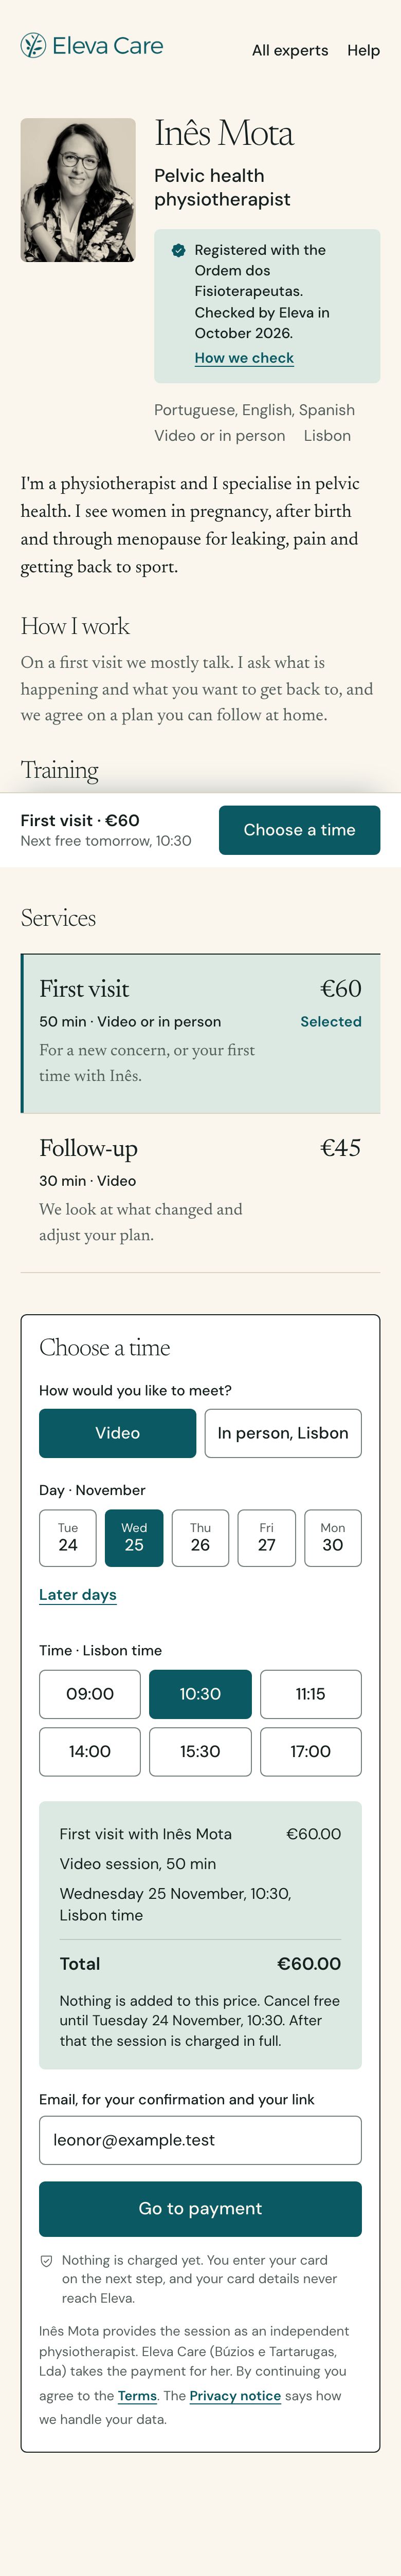 Eleva Care
All experts Help
Inês Mota
Pelvic health
physiotherapist
Registered with the
Ordem dos
Fisioterapeutas.
Checked by Eleva in
October 2026.
How we check
Portuguese, English, Spanish
Video or in person Lisbon
I'm a physiotherapist and I specialise in pelvic
health. I see women in pregnancy, after birth
and through menopause for leaking, pain and
getting back to sport.
How I work
On a first visit we mostly talk. I ask what is
happening and what you want to get back to, and
we agree on a plan you can follow at home.
Training
First visit · €60
Next free tomorrow, 10:30
Choose a time
Services
First visit €60
50 min · Video or in person Selected
For a new concern, or your first
time with Inês.
Follow-up €45
30 min · Video
We look at what changed and
adjust your plan.
Choose a time
How would you like to meet?
Video In person, Lisbon
Day · November
Tue Wed Thu Fri Mon
24 25 26 27 30
Later days
Time · Lisbon time
09:00 10:30 11:15
14:00 15:30 17:00
First visit with Inês Mota €60.00
Video session, 50 min
Wednesday 25 November, 10:30,
Lisbon time
Total €60.00
Nothing is added to this price. Cancel free
until Tuesday 24 November, 10:30. After
that the session is charged in full.
Email, for your confirmation and your link
leonor@example.test
Go to payment
Nothing is charged yet. You enter your card
on the next step, and your card details never
reach Eleva.
Inês Mota provides the session as an independent
physiotherapist. Eleva Care (Búzios e Tartarugas,
Lda) takes the payment for her. By continuing you
agree to the Terms. The Privacy notice says how
we handle your data.